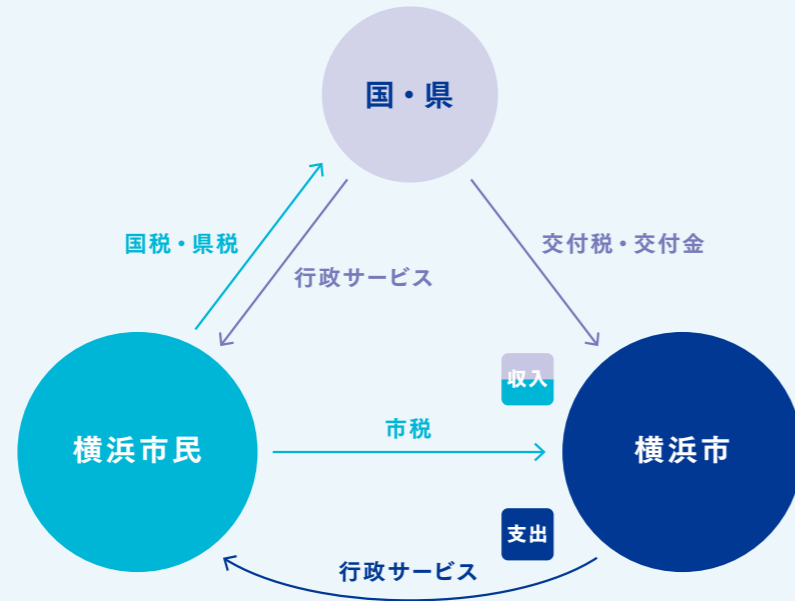 国・県
国税・県税
交付税・交付金
行政サービス
収入
市税
横浜市民
横浜市
支出
行政サービス